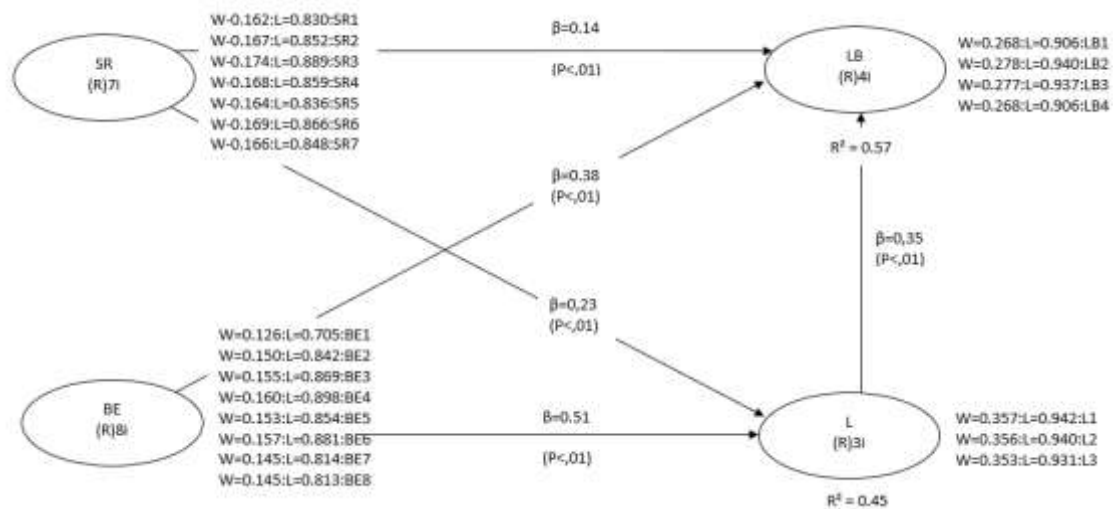 SR
(R)7i
W-0.162:L=0.830:SR1
W-0.167:L=0.852:SR2
W-0.174:L=0.889:SR3
W-0.168:L=0.859:SR4
W-0.164:L=0.836:SR5
W-0.169:L=0.866:SR6
W-0.166:L=0.848:SR7
β=0.14
(P<,01)
LB
(R)4i
W=0.268:L=0.906:LB1
W=0.278:L=0.940:LB2
W=0.277:L=0.937:LB3
W=0.268:L=0.906:LB4
R² = 0.57
β=0.38
(P<,01)
β=0,35
(P<,01)
β=0,23
(P<,01)
BE
(R)8i
W=0.126:L=0.705:BE1
W=0.150:L=0.842:BE2
W=0.155:L=0.869:BE3
W=0.160:L=0.898:BE4
W=0.153:L=0.854:BE5
W=0.157:L=0.881:BE6
W=0.145:L=0.814:BE7
W=0.145:L=0.813:BE8
β=0.51
(P<,01)
L
(R)3i
W=0.357:L=0.942:L1
W=0.356:L=0.940:L2
W=0.353:L=0.931:L3
R² = 0.45